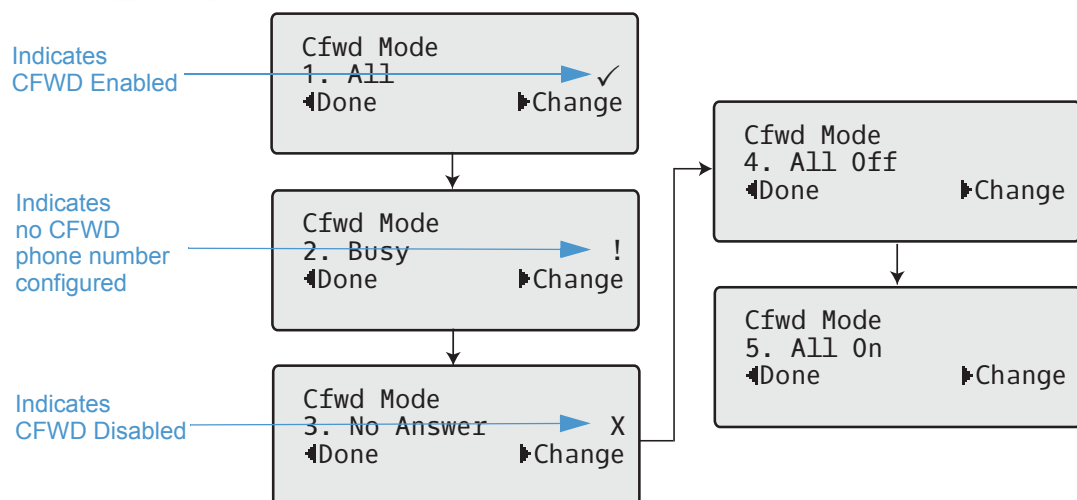 Indicates
CFWD Enabled
Cfwd Mode
1. All ✓
◀Done ▶Change
Indicates
no CFWD
phone number
configured
Cfwd Mode
2. Busy !
◀Done ▶Change
Indicates
CFWD Disabled
Cfwd Mode
3. No Answer X
◀Done ▶Change
Cfwd Mode
4. All Off
◀Done ▶Change
Cfwd Mode
5. All On
◀Done ▶Change